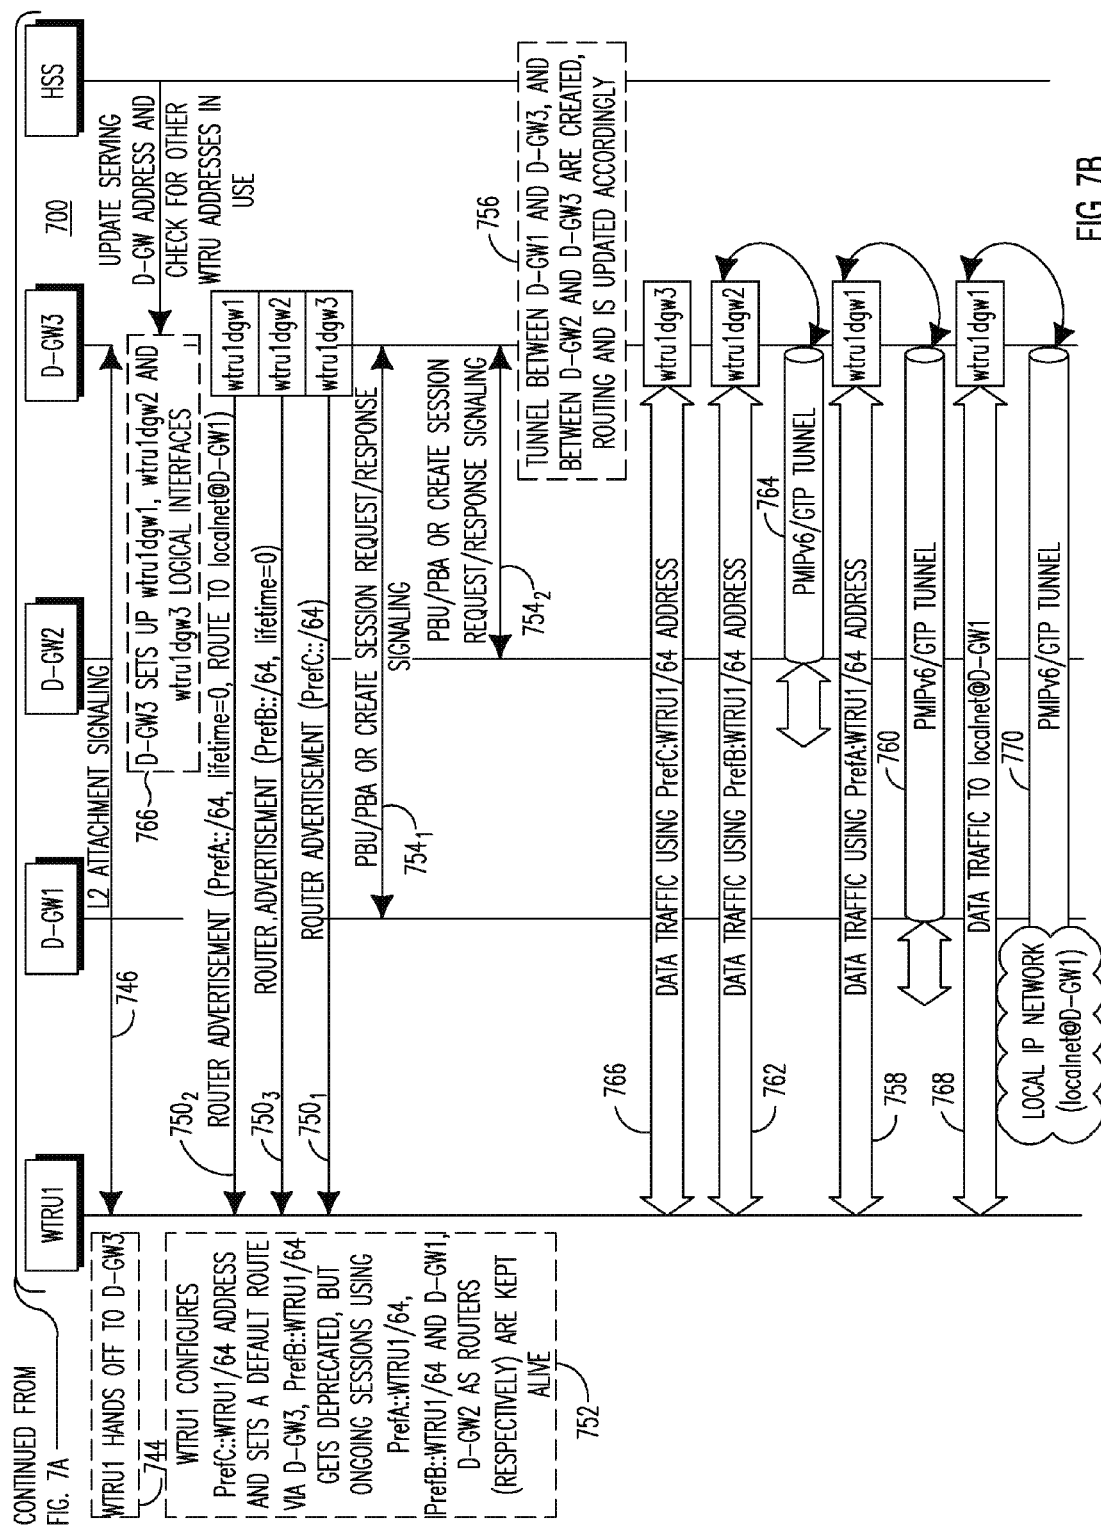 CONTINUED FROM
FIG. 7A
WTRU1
D-GW1
D-GW2
D-GW3
700
HSS
WTRU1 HANDS OFF TO D-GW3
744
746
L2 ATTACHMENT SIGNALING
UPDATE SERVING
D-GW ADDRESS AND
CHECK FOR OTHER
WTRU ADDRESSES IN
USE
766
D-GW3 SETS UP wtru1dgw1, wtru1dgw2 AND
wtru1dgw3 LOGICAL INTERFACES
WTRU1 CONFIGURES
PrefC::WTRU1/64 ADDRESS
AND SETS A DEFAULT ROUTE
VIA D-GW3, PrefB::WTRU1/64
GETS DEPRECATED, BUT
ONGOING SESSIONS USING
PrefA::WTRU1/64,
PrefB::WTRU1/64 AND D-GW1,
D-GW2 AS ROUTERS
(RESPECTIVELY) ARE KEPT
ALIVE
752
750₂
ROUTER ADVERTISEMENT (PrefA::/64, lifetime=0, ROUTE TO localnet@D-GW1)
wtru1dgw1
750₃
ROUTER ADVERTISEMENT (PrefB::/64, lifetime=0)
wtru1dgw2
750₁
ROUTER ADVERTISEMENT (PrefC::/64)
wtru1dgw3
PBU/PBA OR CREATE SESSION REQUEST/RESPONSE
SIGNALING
754₁
PBU/PBA OR CREATE SESSION
REQUEST/RESPONSE SIGNALING
754₂
756
TUNNEL BETWEEN D-GW1 AND D-GW3, AND
BETWEEN D-GW2 AND D-GW3 ARE CREATED,
ROUTING AND IS UPDATED ACCORDINGLY
766
DATA TRAFFIC USING PrefC:WTRU1/64 ADDRESS
wtru1dgw3
762
DATA TRAFFIC USING PrefB:WTRU1/64 ADDRESS
wtru1dgw2
764
PMIPv6/GTP TUNNEL
758
DATA TRAFFIC USING PrefA:WTRU1/64 ADDRESS
wtru1dgw1
760
PMIPv6/GTP TUNNEL
768
DATA TRAFFIC TO localnet@D-GW1
wtru1dgw1
770
LOCAL IP NETWORK
(localnet@D-GW1)
PMIPv6/GTP TUNNEL
FIG. 7B